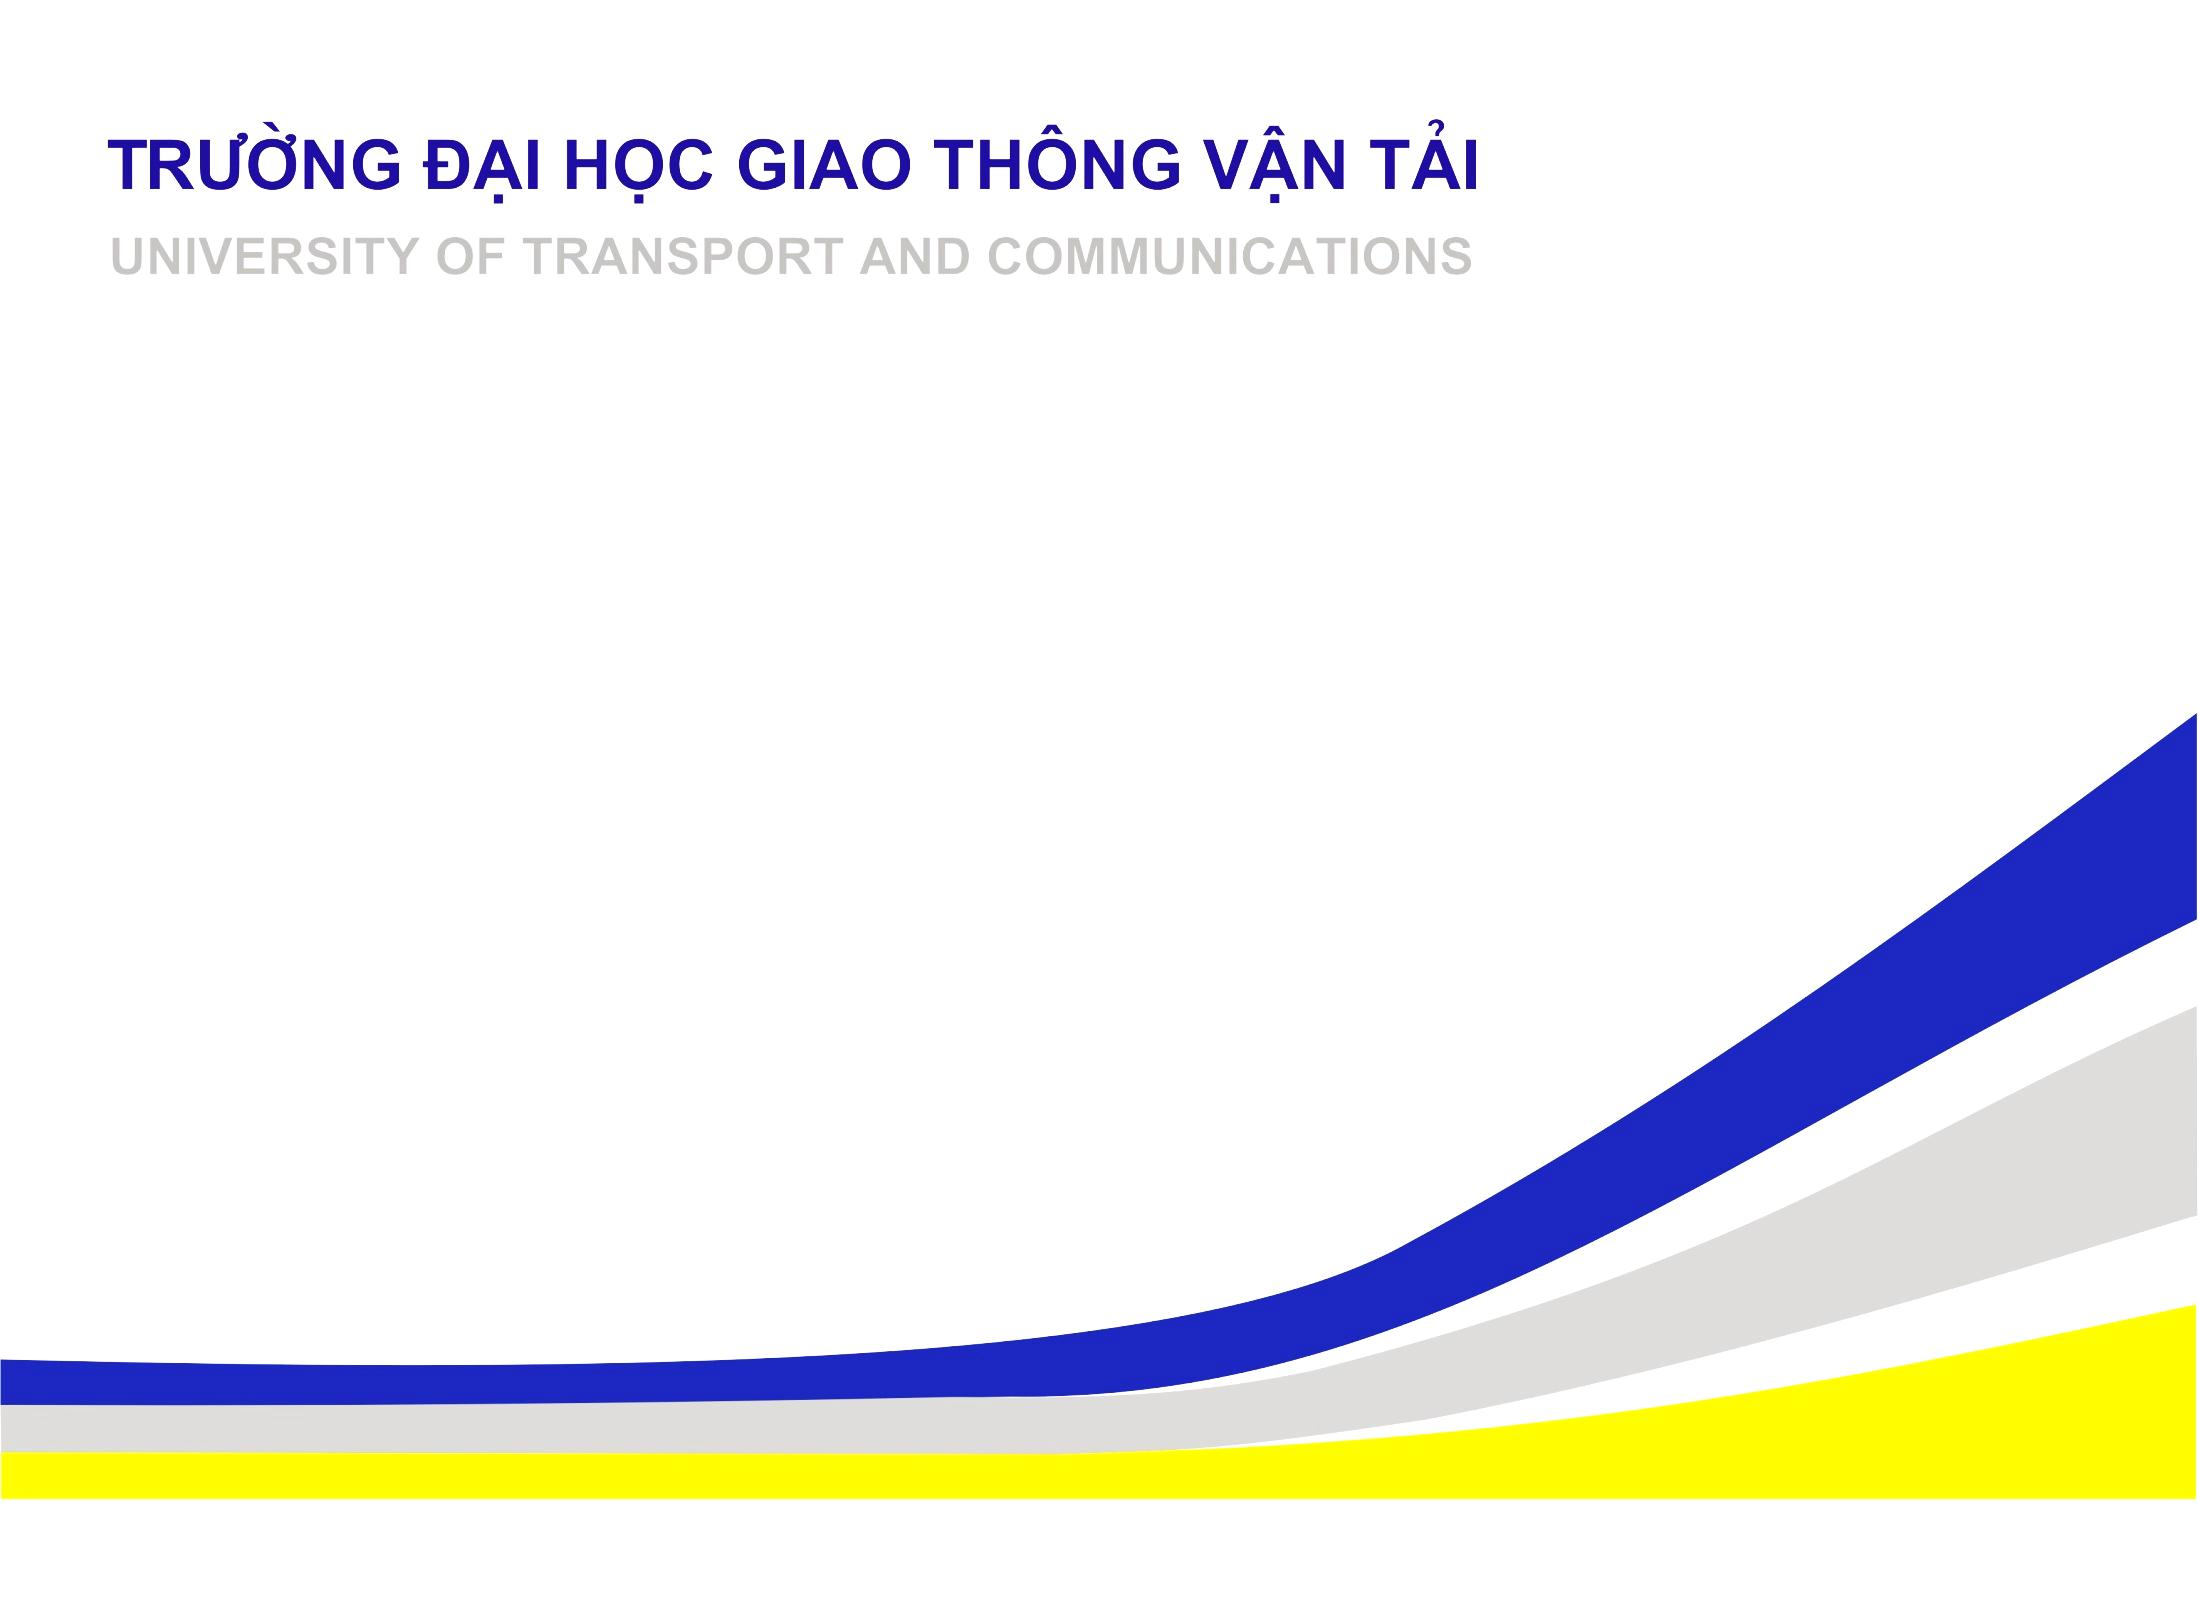 TRƯỜNG ĐẠI HỌC GIAO THÔNG VẬN TẢI
UNIVERSITY OF TRANSPORT AND COMMUNICATIONS